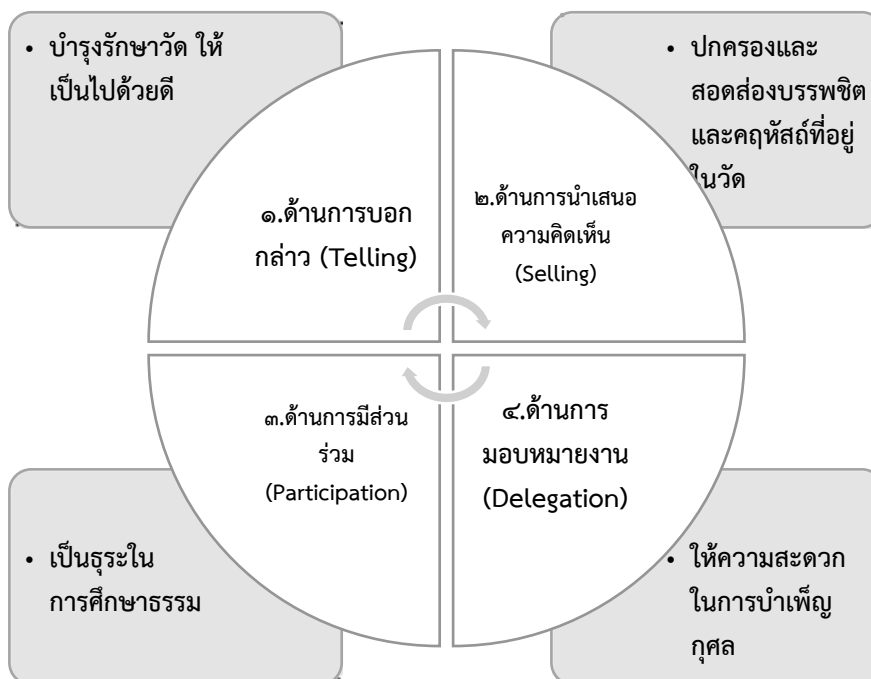 • บำรุงรักษาวัด ให้
เป็นไปด้วยดี
• ปกครองและ
สอดส่องบรรพชิต
และคฤหัสถ์ที่อยู่
ในวัด
๑.ด้านการบอก
กล่าว (Telling)
๒.ด้านการนำเสนอ
ความคิดเห็น
(Selling)
๓.ด้านการมีส่วน
ร่วม
(Participation)
๔.ด้านการ
มอบหมายงาน
(Delegation)
• เป็นธุระใน
การศึกษาธรรม
• ให้ความสะดวก
ในการบำเพ็ญ
กุศล